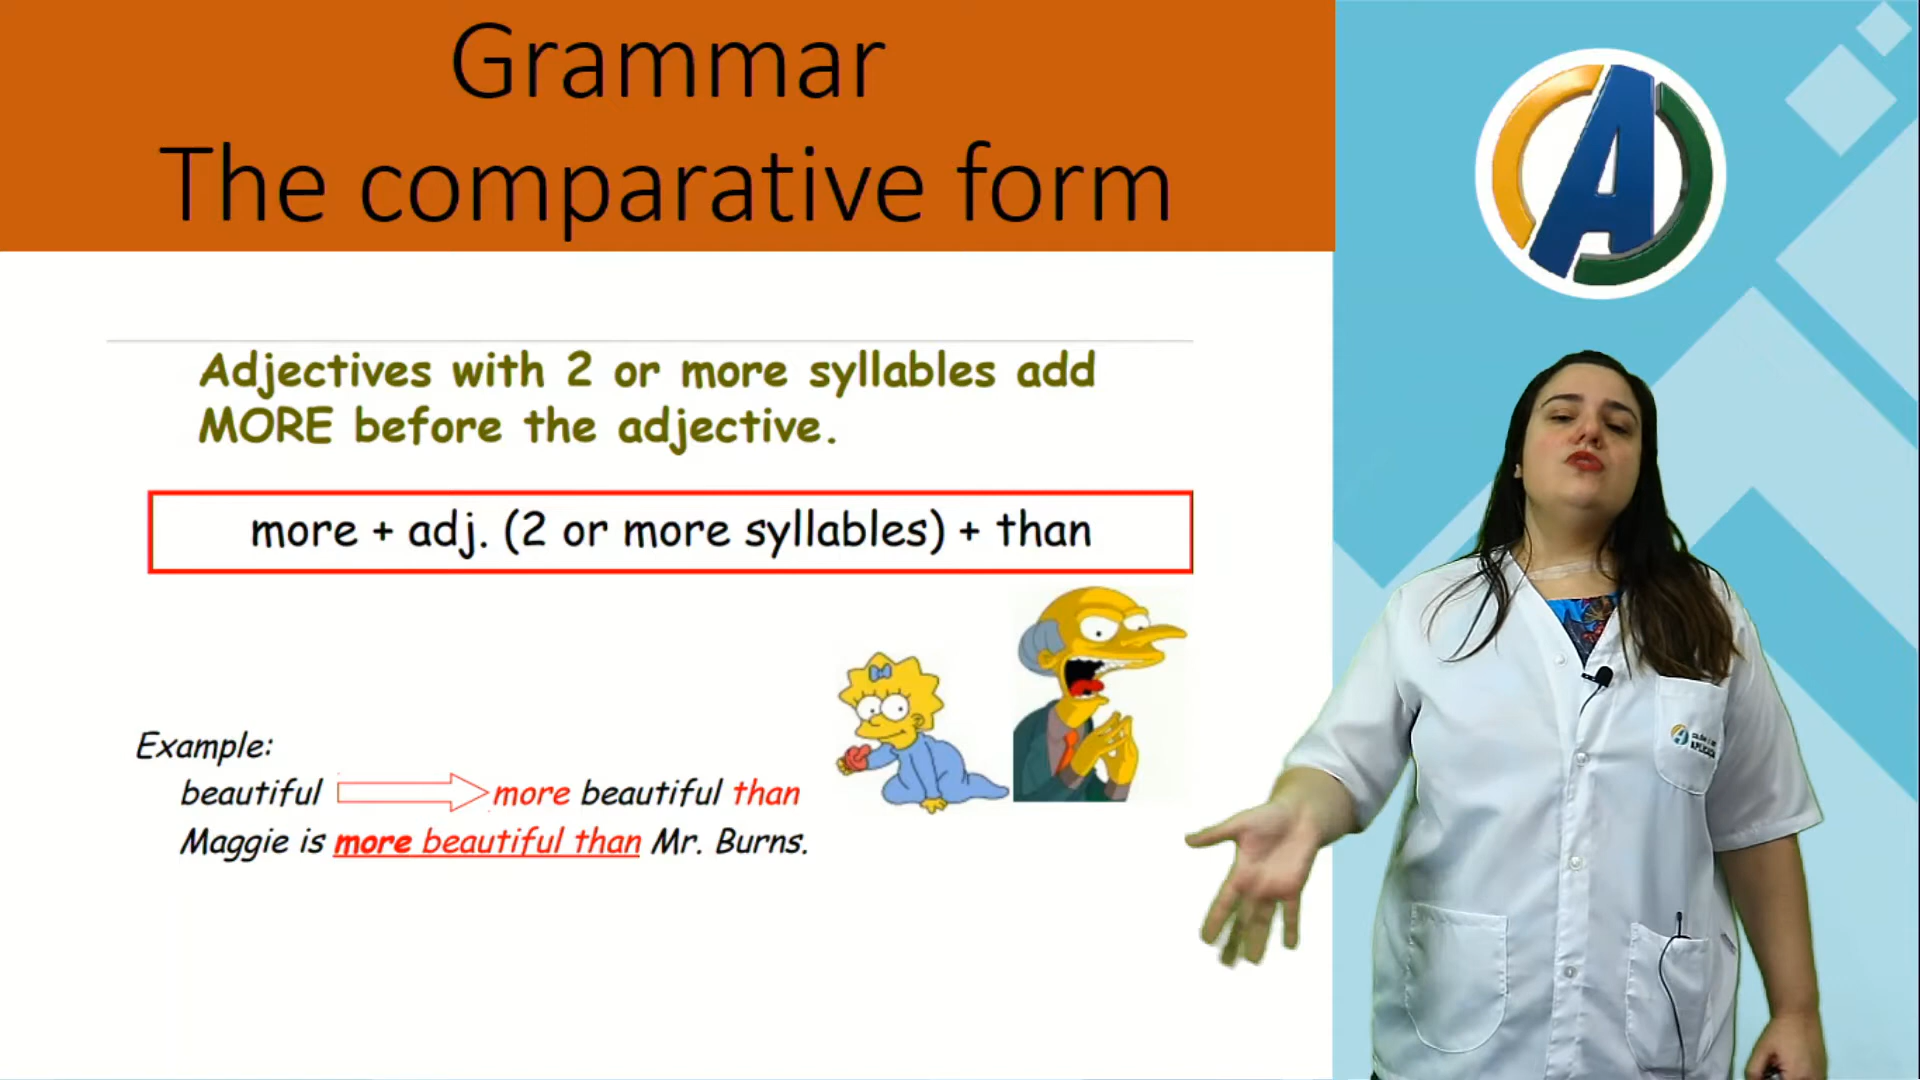 Grammar
The comparative form
Adjectives with 2 or more syllables add
MORE before the adjective.
more + adj. (2 or more syllables) + than
Example:
beautiful more beautiful than
Maggie is more beautiful than Mr. Burns.
A